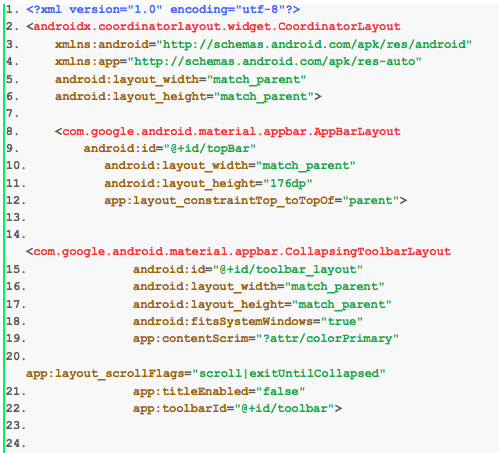 1. <?xml version="1.0" encoding="utf-8"?>
2. <androidx.coordinatorlayout.widget.CoordinatorLayout
3. xmlns:android="http://schemas.android.com/apk/res/android"
4. xmlns:app="http://schemas.android.com/apk/res-auto"
5. android:layout_width="match_parent"
6. android:layout_height="match_parent">
7.
8. <com.google.android.material.appbar.AppBarLayout
9. android:id="@+id/topBar"
10. android:layout_width="match_parent"
11. android:layout_height="176dp"
12. app:layout_constraintTop_toTopOf="parent">
13.
14.
<com.google.android.material.appbar.CollapsingToolbarLayout
15. android:id="@+id/toolbar_layout"
16. android:layout_width="match_parent"
17. android:layout_height="match_parent"
18. android:fitsSystemWindows="true"
19. app:contentScrim="?attr/colorPrimary"
20.
app:layout_scrollFlags="scroll|exitUntilCollapsed"
21. app:titleEnabled="false"
22. app:toolbarId="@+id/toolbar">
23.
24.